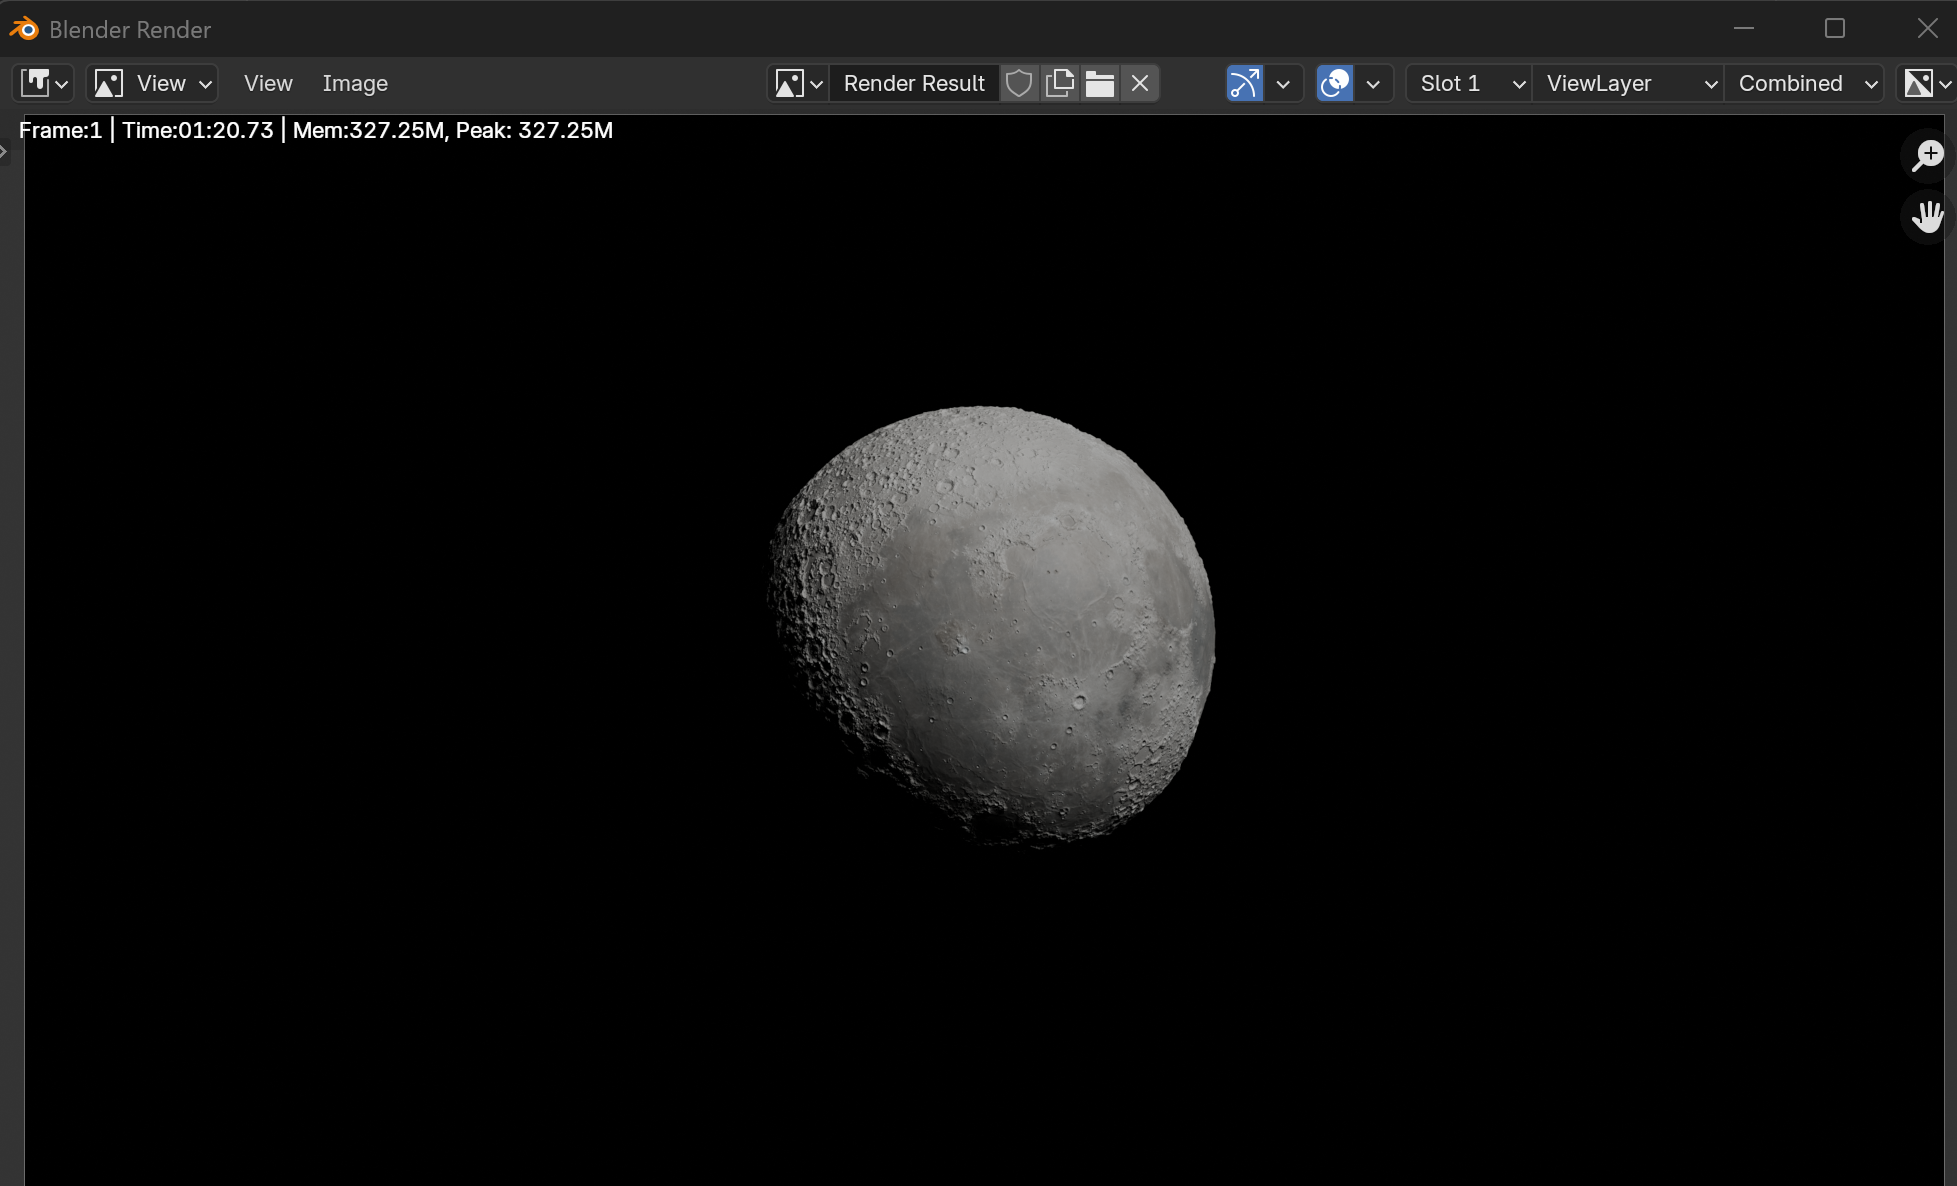 Blender Render
View View Image Render Result Slot 1 ViewLayer Combined
Frame:1 | Time:01:20.73 | Mem:327.25M, Peak: 327.25M